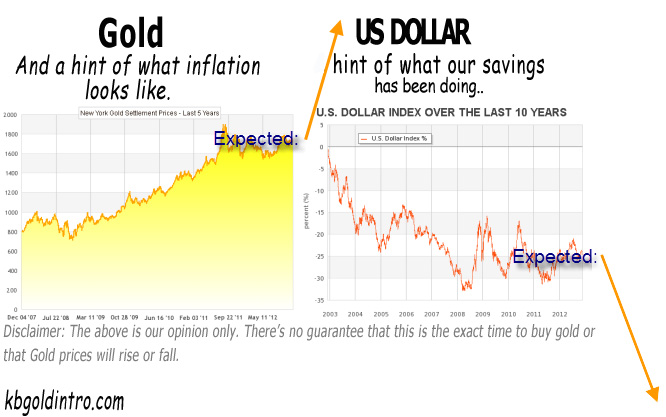 Gold
And a hint of what inflation
looks like.
US DOLLAR
hint of what our savings
has been doing..
New York Gold Settlement Prices - Last 5 Years
2000
1800
1600
1400
1200
1000
800
600
400
200
0
Expected:
Dec 04 '07 Jul 22 '08 Mar 11 '09 Oct 28 '09 Jun 16 '10 Feb 03 '11 Sep 22 '11 May 11 '12
U.S. DOLLAR INDEX OVER THE LAST 10 YEARS
U.S. Dollar Index %
percent (%)
5
0
-5
-10
-15
-20
-25
-30
-35
Expected:
2003 2004 2005 2006 2007 2008 2009 2010 2011 2012
Disclaimer: The above is our opinion only. There's no guarantee that this is the exact time to buy gold or
that Gold prices will rise or fall.
kbgoldintro.com